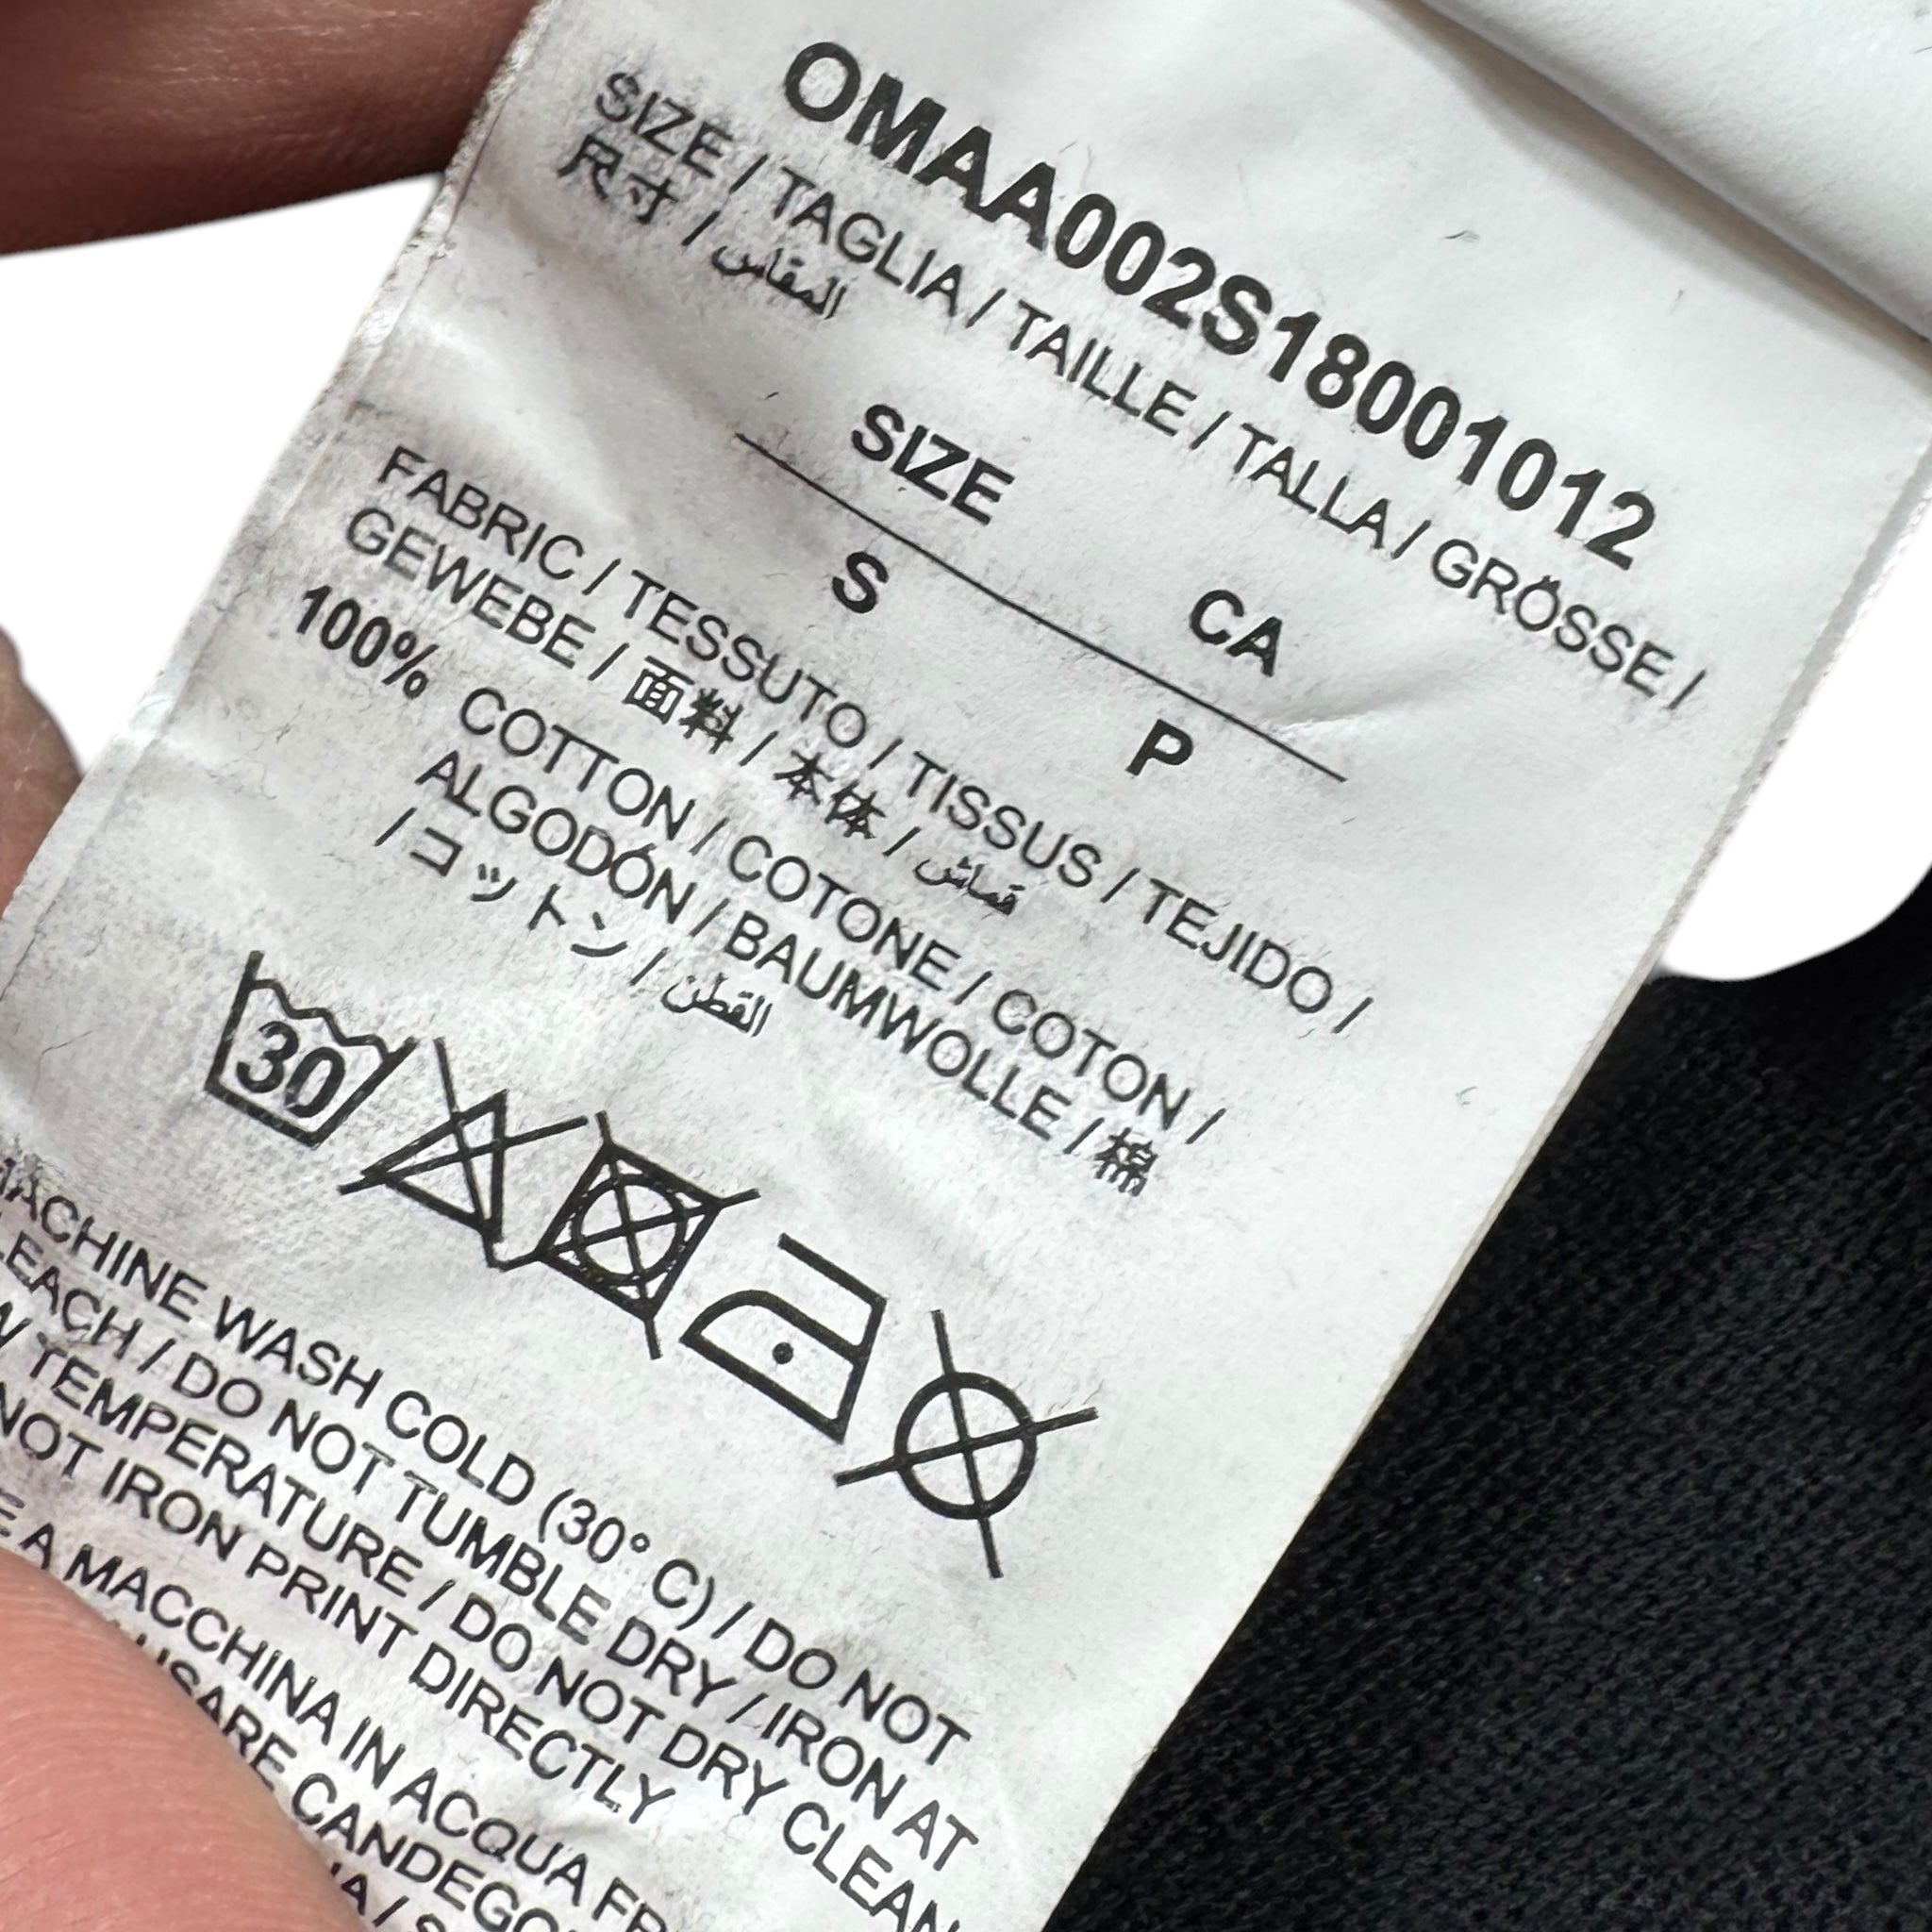 OMAA002S18001012
SIZE / TAGLIA / TAILLE / TALLA / GRÖSSE /
尺寸 / المقاس
SIZE CA
S P
FABRIC / TESSUTO / TISSUS / TEJIDO /
GEWEBE / 面料 / 本体 / قماش
100% COTTON / COTONE / COTON /
ALGODÓN / BAUMWOLLE / 棉
/ コットン / القطن
30
MACHINE WASH COLD (30° C) / DO NOT
LEACH / DO NOT TUMBLE DRY / IRON AT
W TEMPERATURE / DO NOT DRY CLEAN
NOT IRON PRINT DIRECTLY
E A MACCHINA IN ACQUA FR
USARE CANDEG